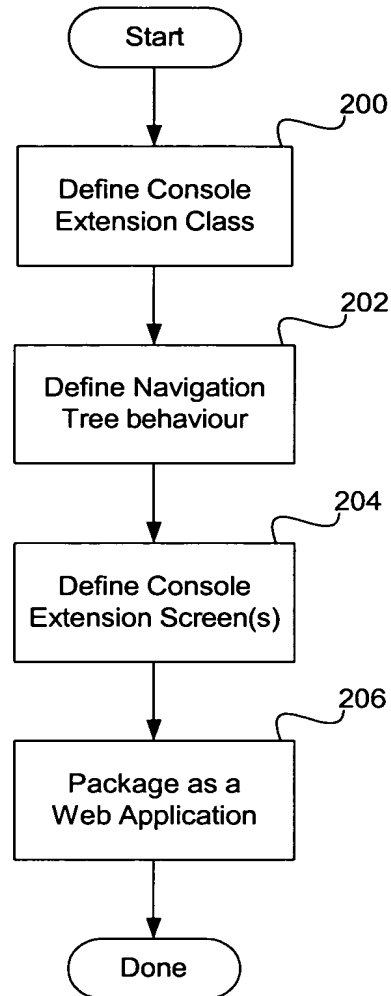 Start
200
Define Console
Extension Class
202
Define Navigation
Tree behaviour
204
Define Console
Extension Screen(s)
206
Package as a
Web Application
Done